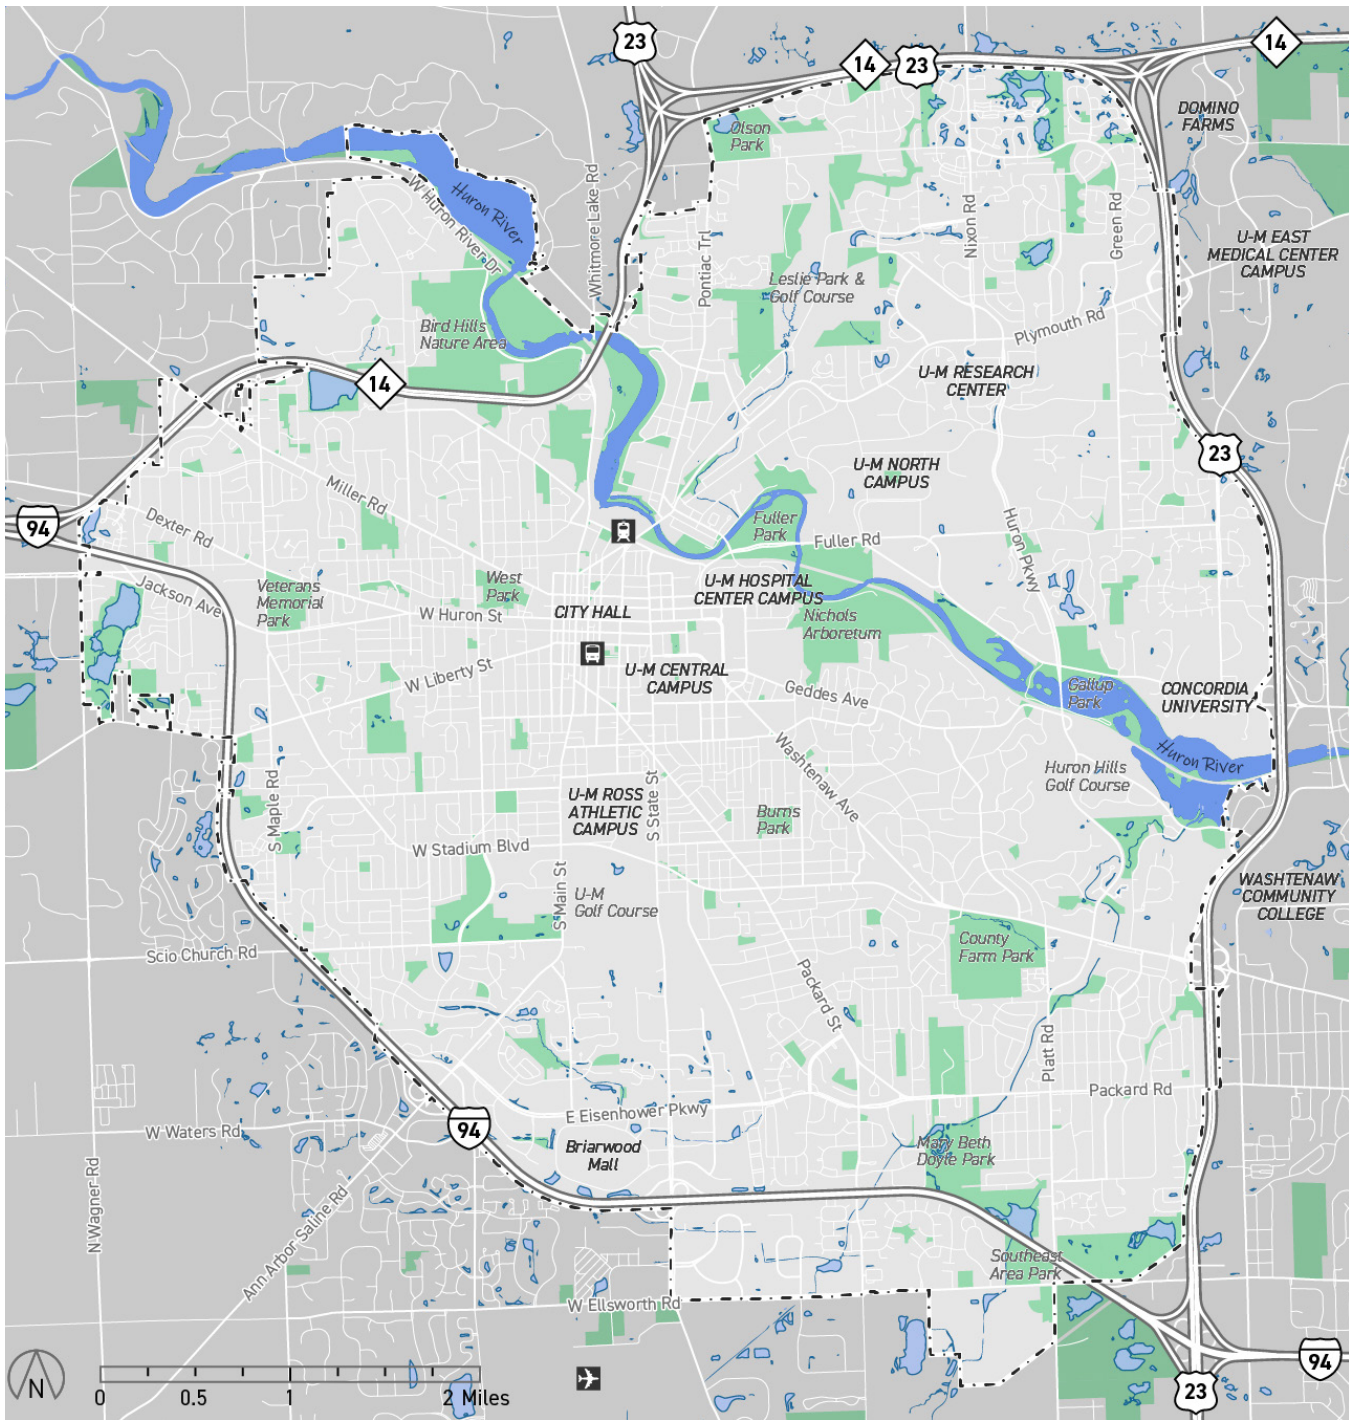 23
14
14
23
DOMINO
FARMS
Olson
Park
Huron River
W Huron River Dr
Whitmore Lake Rd
Pontiac Trl
Nixon Rd
Green Rd
U-M EAST
MEDICAL CENTER
CAMPUS
Leslie Park &
Golf Course
Bird Hills
Nature Area
Plymouth Rd
14
U-M RESEARCH
CENTER
23
U-M NORTH
CAMPUS
Miller Rd
94
Dexter Rd
Fuller
Park
Fuller Rd
Huron Pkwy
Jackson Ave
Veterans
Memorial
Park
West
Park
W Huron St
CITY HALL
U-M HOSPITAL
CENTER CAMPUS
Nichols
Arboretum
W Liberty St
U-M CENTRAL
CAMPUS
Geddes Ave
Gallup
Park
CONCORDIA
UNIVERSITY
Huron River
Washtenaw Ave
Huron Hills
Golf Course
S Maple Rd
U-M ROSS
ATHLETIC
CAMPUS
S State St
Burns
Park
W Stadium Blvd
S Main St
U-M
Golf Course
WASHTENAW
COMMUNITY
COLLEGE
Scio Church Rd
County
Farm Park
Packard St
Platt Rd
Packard Rd
E Eisenhower Pkwy
W Waters Rd
94
Briarwood
Mall
Mary Beth
Doyle Park
N Wagner Rd
Ann Arbor Saline Rd
Southeast
Area Park
W Ellsworth Rd
94
23
N
0 0.5 1 2 Miles